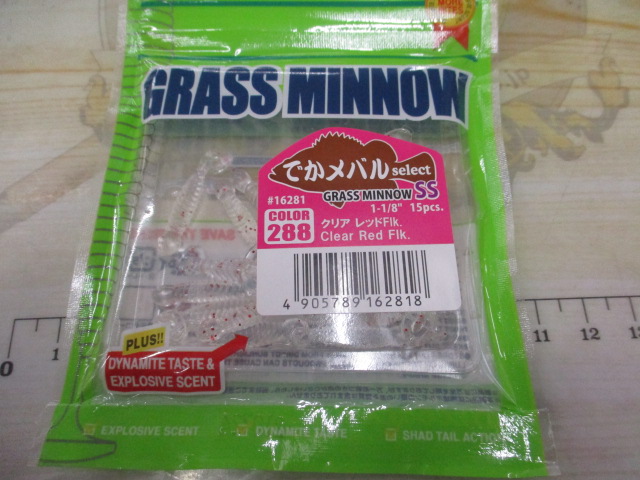 GRASS MINNOW
でかメバル select
GRASS MINNOW SS
#16281
1-1/8" 15pcs.
COLOR
288
クリア レッドFlk.
Clear Red Flk.
4 905789 162818
PLUS!!
DYNAMITE TASTE &
EXPLOSIVE SCENT
EXPLOSIVE SCENT
DYNAMITE TASTE
SHAD TAIL ACTION
0 1 11 12 13